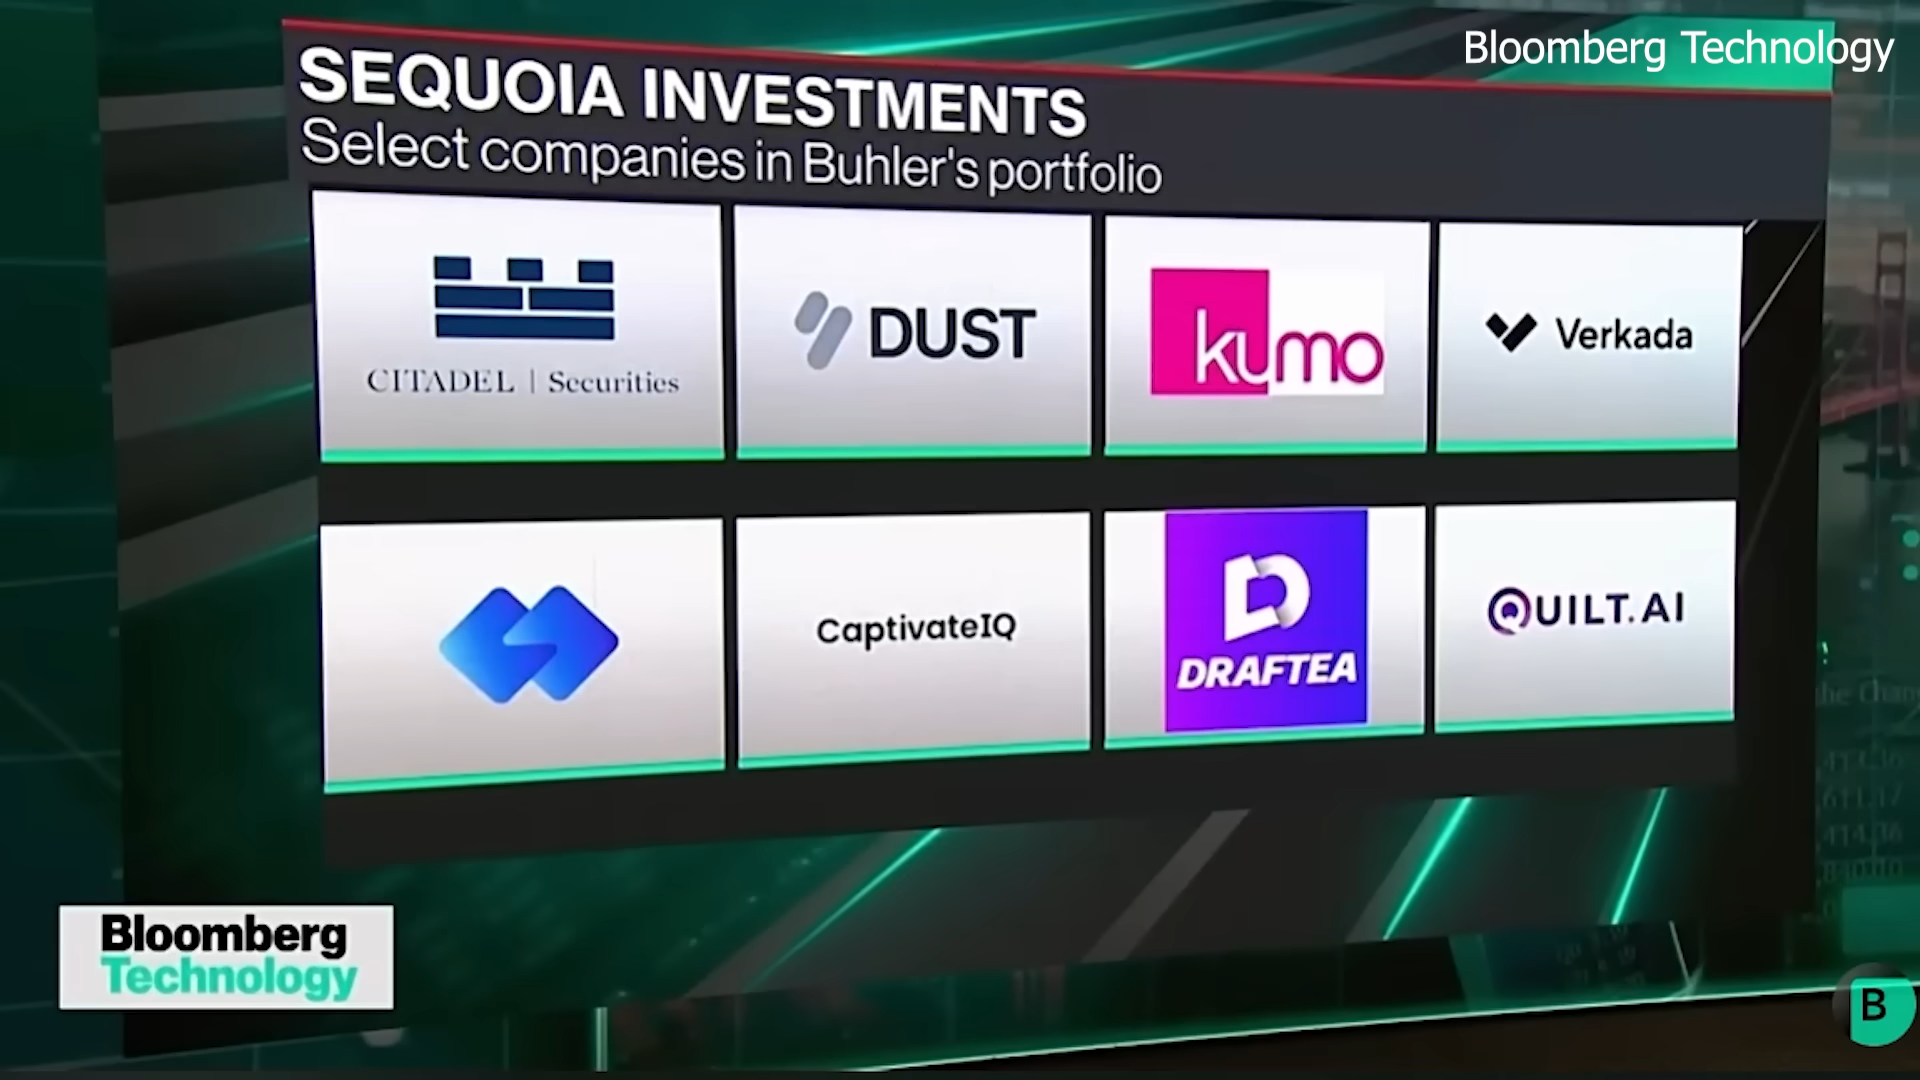 Bloomberg Technology
SEQUOIA INVESTMENTS
Select companies in Buhler's portfolio
CITADEL | Securities
DUST
kumo
Verkada
CaptivateIQ
DRAFTEA
QUILT.AI
Bloomberg
Technology
B